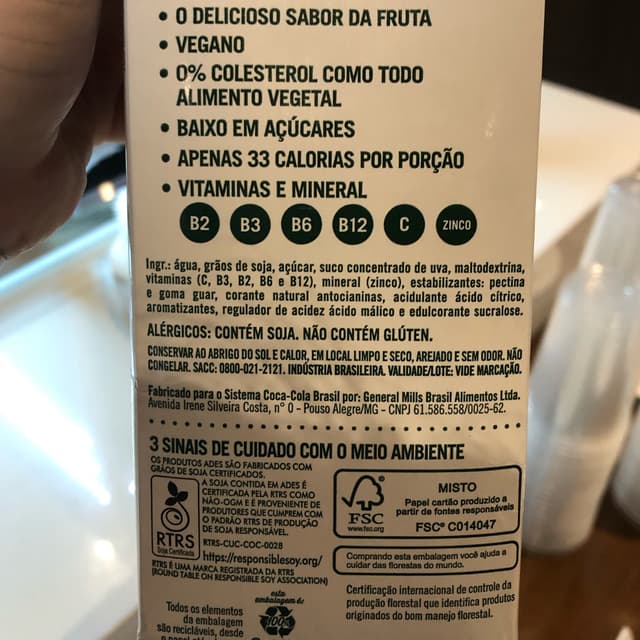 • O DELICIOSO SABOR DA FRUTA
• VEGANO
• 0% COLESTEROL COMO TODO
ALIMENTO VEGETAL
• BAIXO EM AÇÚCARES
• APENAS 33 CALORIAS POR PORÇÃO
• VITAMINAS E MINERAL
B2 B3 B6 B12 C ZINCO
Ingr.: água, grãos de soja, açúcar, suco concentrado de uva, maltodextrina,
vitaminas (C, B3, B2, B6 e B12), mineral (zinco), estabilizantes: pectina
e goma guar, corante natural antocianinas, acidulante ácido cítrico,
aromatizantes, regulador de acidez ácido málico e edulcorante sucralose.
ALÉRGICOS: CONTÉM SOJA. NÃO CONTÉM GLÚTEN.
CONSERVAR AO ABRIGO DO SOL E CALOR, EM LOCAL LIMPO E SECO, AREJADO E SEM ODOR. NÃO
CONGELAR. SACC: 0800-021-2121. INDÚSTRIA BRASILEIRA. VALIDADE/LOTE: VIDE MARCAÇÃO.
Fabricado para o Sistema Coca-Cola Brasil por: General Mills Brasil Alimentos Ltda.
Avenida Irene Silveira Costa, nº 0 - Pouso Alegre/MG - CNPJ 61.586.558/0025-62.
3 SINAIS DE CUIDADO COM O MEIO AMBIENTE
OS PRODUTOS ADES SÃO FABRICADOS COM
GRÃOS DE SOJA CERTIFICADOS.
RTRS
Soja Certificada
A SOJA CONTIDA EM ADES É
CERTIFICADA PELA RTRS COMO
NÃO-OGM E É PROVENIENTE DE
PRODUTORES QUE CUMPREM COM
O PADRÃO RTRS DE PRODUÇÃO
DE SOJA RESPONSÁVEL.
RTRS-CUC-COC-0028
https://responsiblesoy.org/
RTRS É UMA MARCA REGISTRADA DA RTRS
(ROUND TABLE ON RESPONSIBLE SOY ASSOCIATION)
FSC
www.fsc.org
MISTO
Papel cartão produzido a
partir de fontes responsáveis
FSC® C014047
Comprando esta embalagem você ajuda a
cuidar das florestas do mundo.
Certificação internacional de controle da
produção florestal que identifica produtos
originados do bom manejo florestal.
Todos os elementos
da embalagem
são recicláveis, desde
esta
embalagem é:
100%